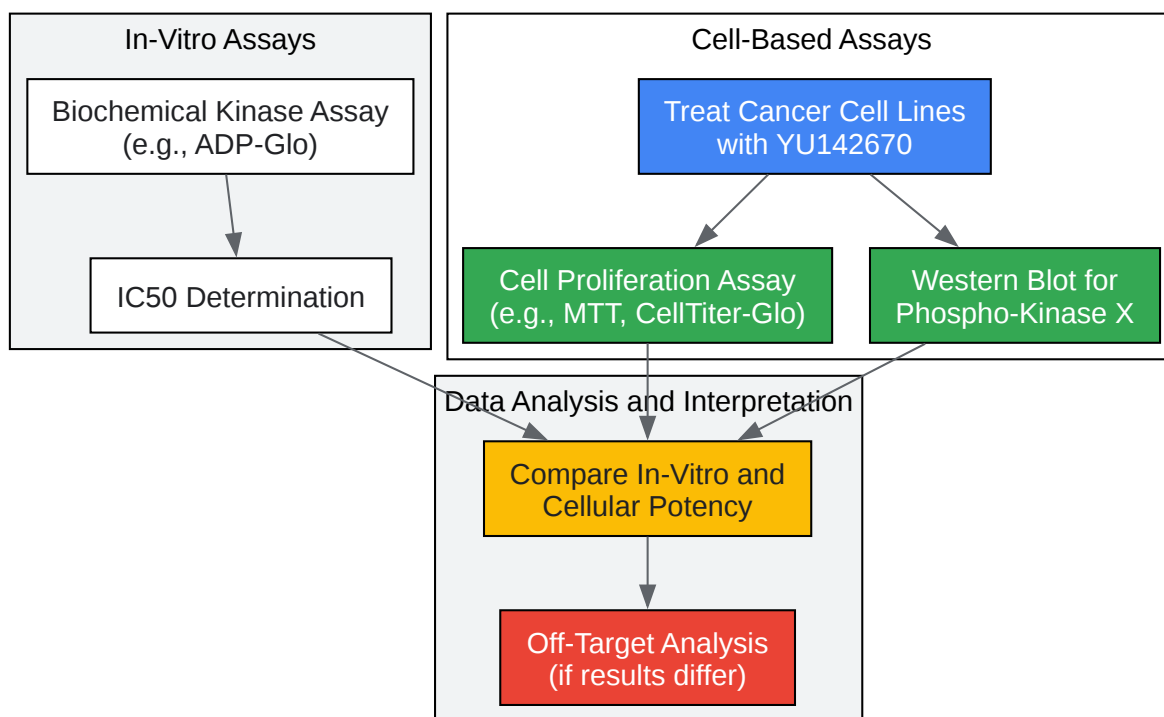 In-Vitro Assays
Biochemical Kinase Assay
(e.g., ADP-Glo)
IC50 Determination
Cell-Based Assays
Treat Cancer Cell Lines
with YU142670
Cell Proliferation Assay
(e.g., MTT, CellTiter-Glo)
Western Blot for
Phospho-Kinase X
Data Analysis and Interpretation
Compare In-Vitro and
Cellular Potency
Off-Target Analysis
(if results differ)